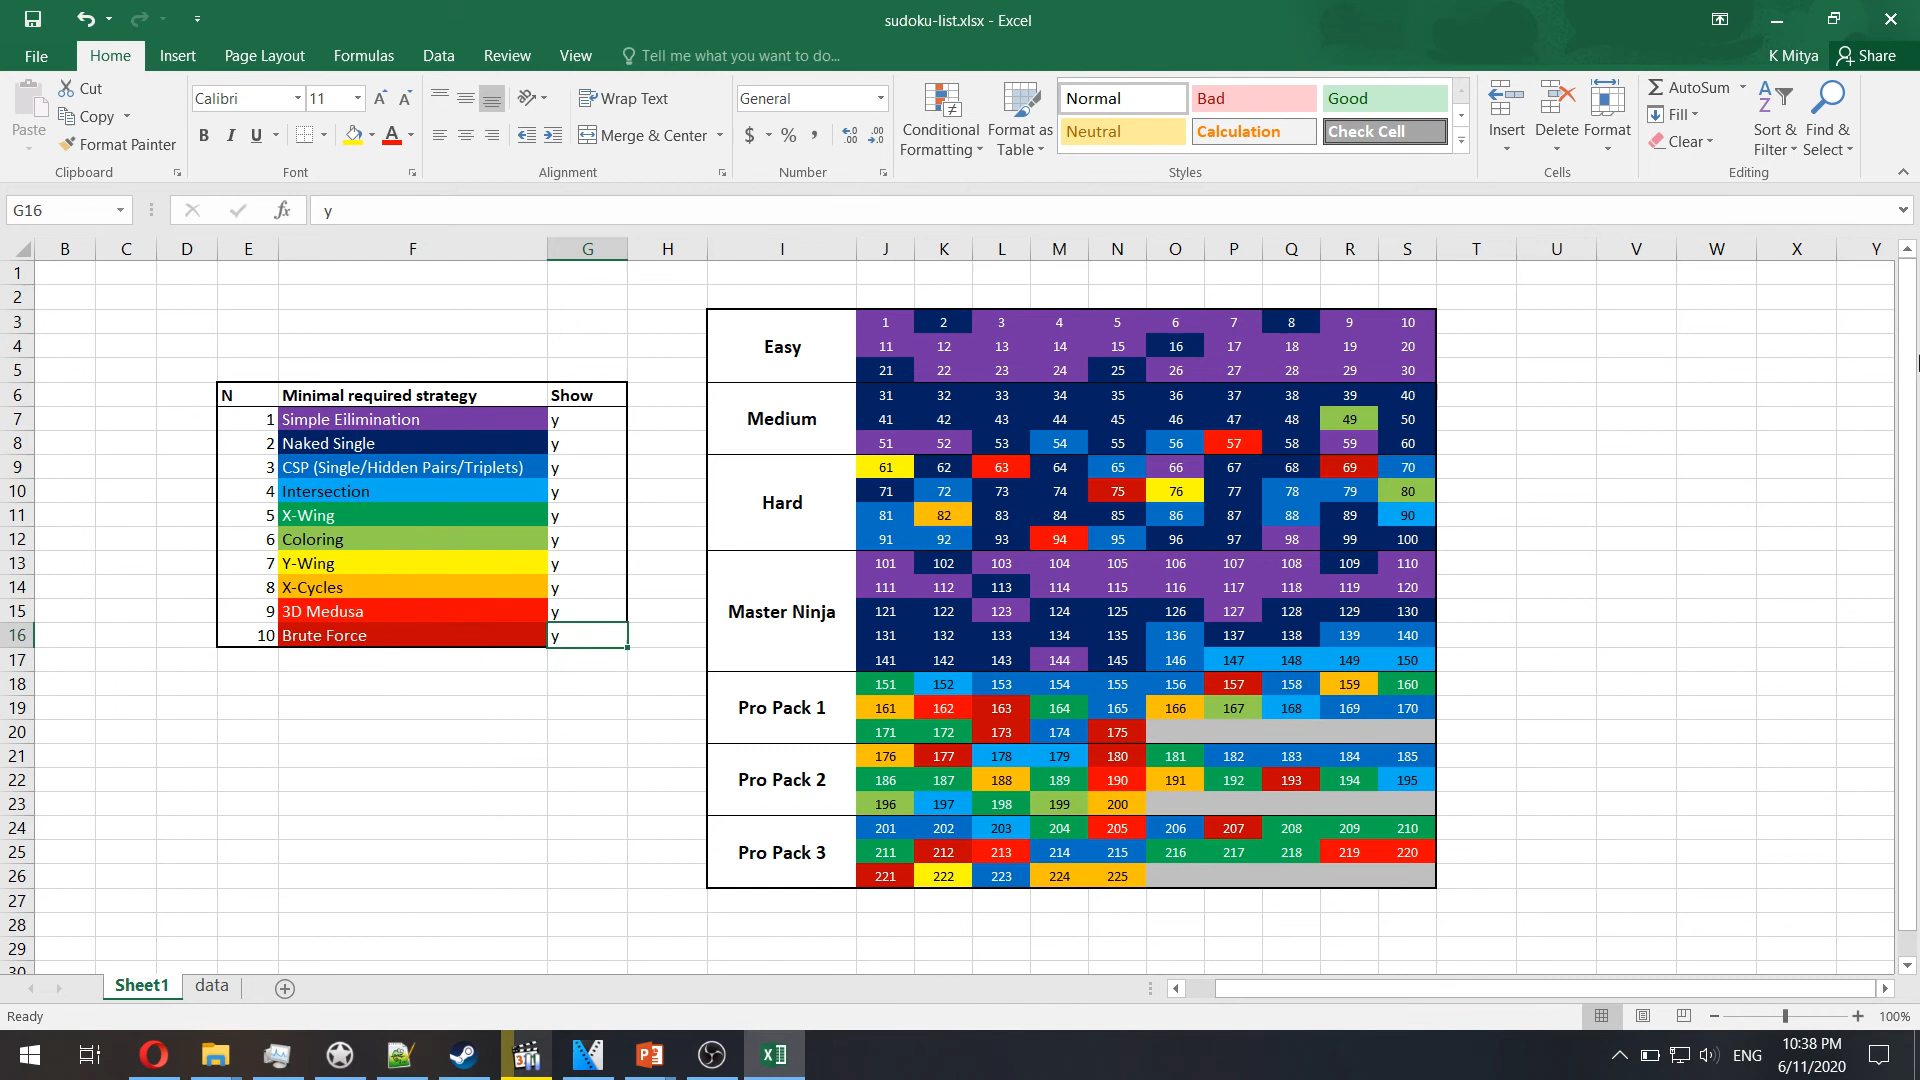 sudoku-list.xlsx - Excel
File Home Insert Page Layout Formulas Data Review View Tell me what you want to do... K Mitya Share
Paste
Cut
Copy
Format Painter
Clipboard
Calibri 11
B I U
Font
Wrap Text
Merge & Center
Alignment
General
$ % ,
Number
Conditional Formatting
Format as Table
Normal Bad Good
Neutral Calculation Check Cell
Styles
Insert Delete Format
Cells
AutoSum
Fill
Clear
Sort & Filter
Find & Select
Editing
G16 fx y
B C D E F G H I J K L M N O P Q R S T U V W X Y
1
2
3 1 2 3 4 5 6 7 8 9 10
4 Easy 11 12 13 14 15 16 17 18 19 20
5 21 22 23 24 25 26 27 28 29 30
6 N Minimal required strategy Show 31 32 33 34 35 36 37 38 39 40
7 1 Simple Eilimination y Medium 41 42 43 44 45 46 47 48 49 50
8 2 Naked Single y 51 52 53 54 55 56 57 58 59 60
9 3 CSP (Single/Hidden Pairs/Triplets) y 61 62 63 64 65 66 67 68 69 70
10 4 Intersection y Hard 71 72 73 74 75 76 77 78 79 80
11 5 X-Wing y 81 82 83 84 85 86 87 88 89 90
12 6 Coloring y 91 92 93 94 95 96 97 98 99 100
13 7 Y-Wing y 101 102 103 104 105 106 107 108 109 110
14 8 X-Cycles y 111 112 113 114 115 116 117 118 119 120
15 9 3D Medusa y Master Ninja 121 122 123 124 125 126 127 128 129 130
16 10 Brute Force y 131 132 133 134 135 136 137 138 139 140
17 141 142 143 144 145 146 147 148 149 150
18 151 152 153 154 155 156 157 158 159 160
19 Pro Pack 1 161 162 163 164 165 166 167 168 169 170
20 171 172 173 174 175
21 176 177 178 179 180 181 182 183 184 185
22 Pro Pack 2 186 187 188 189 190 191 192 193 194 195
23 196 197 198 199 200
24 201 202 203 204 205 206 207 208 209 210
25 Pro Pack 3 211 212 213 214 215 216 217 218 219 220
26 221 222 223 224 225
27
28
29
30
Sheet1 data
Ready 100%
ENG 10:38 PM
6/11/2020